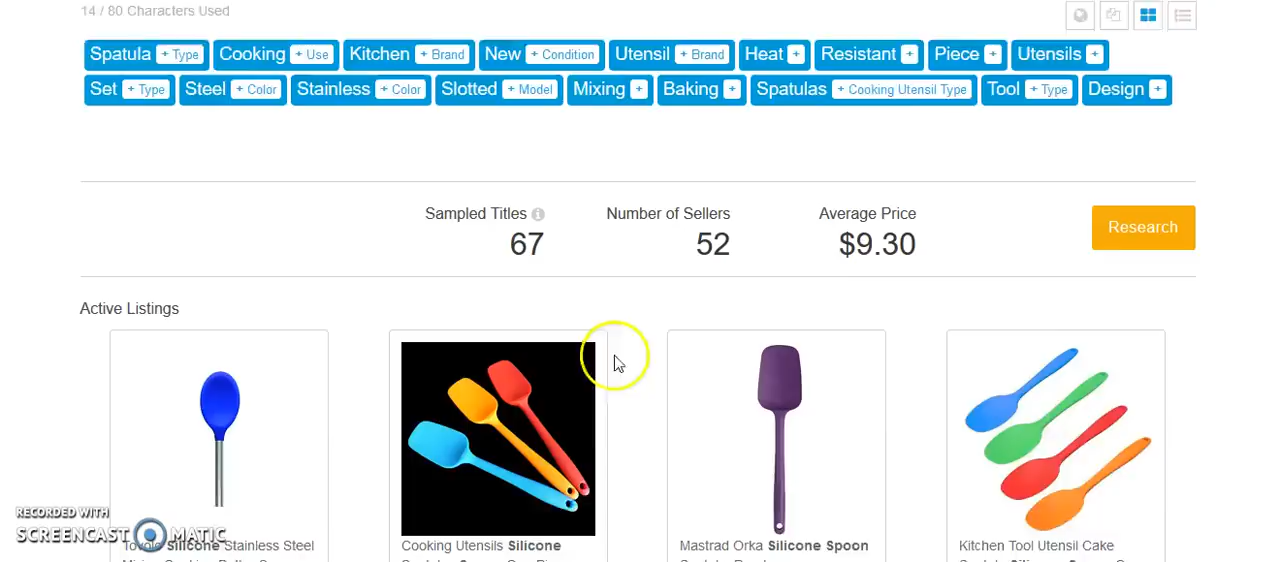 14 / 80 Characters Used
Spatula + Type Cooking + Use Kitchen + Brand New + Condition Utensil + Brand Heat + Resistant + Piece + Utensils +
Set + Type Steel + Color Stainless + Color Slotted + Model Mixing + Baking + Spatulas + Cooking Utensil Type Tool + Type Design +
Sampled Titles
67
Number of Sellers
52
Average Price
$9.30
Research
Active Listings
RECORDED WITH
SCREENCAST MATIC
Tovolo Silicone Stainless Steel
Cooking Utensils Silicone
Mastrad Orka Silicone Spoon
Kitchen Tool Utensil Cake